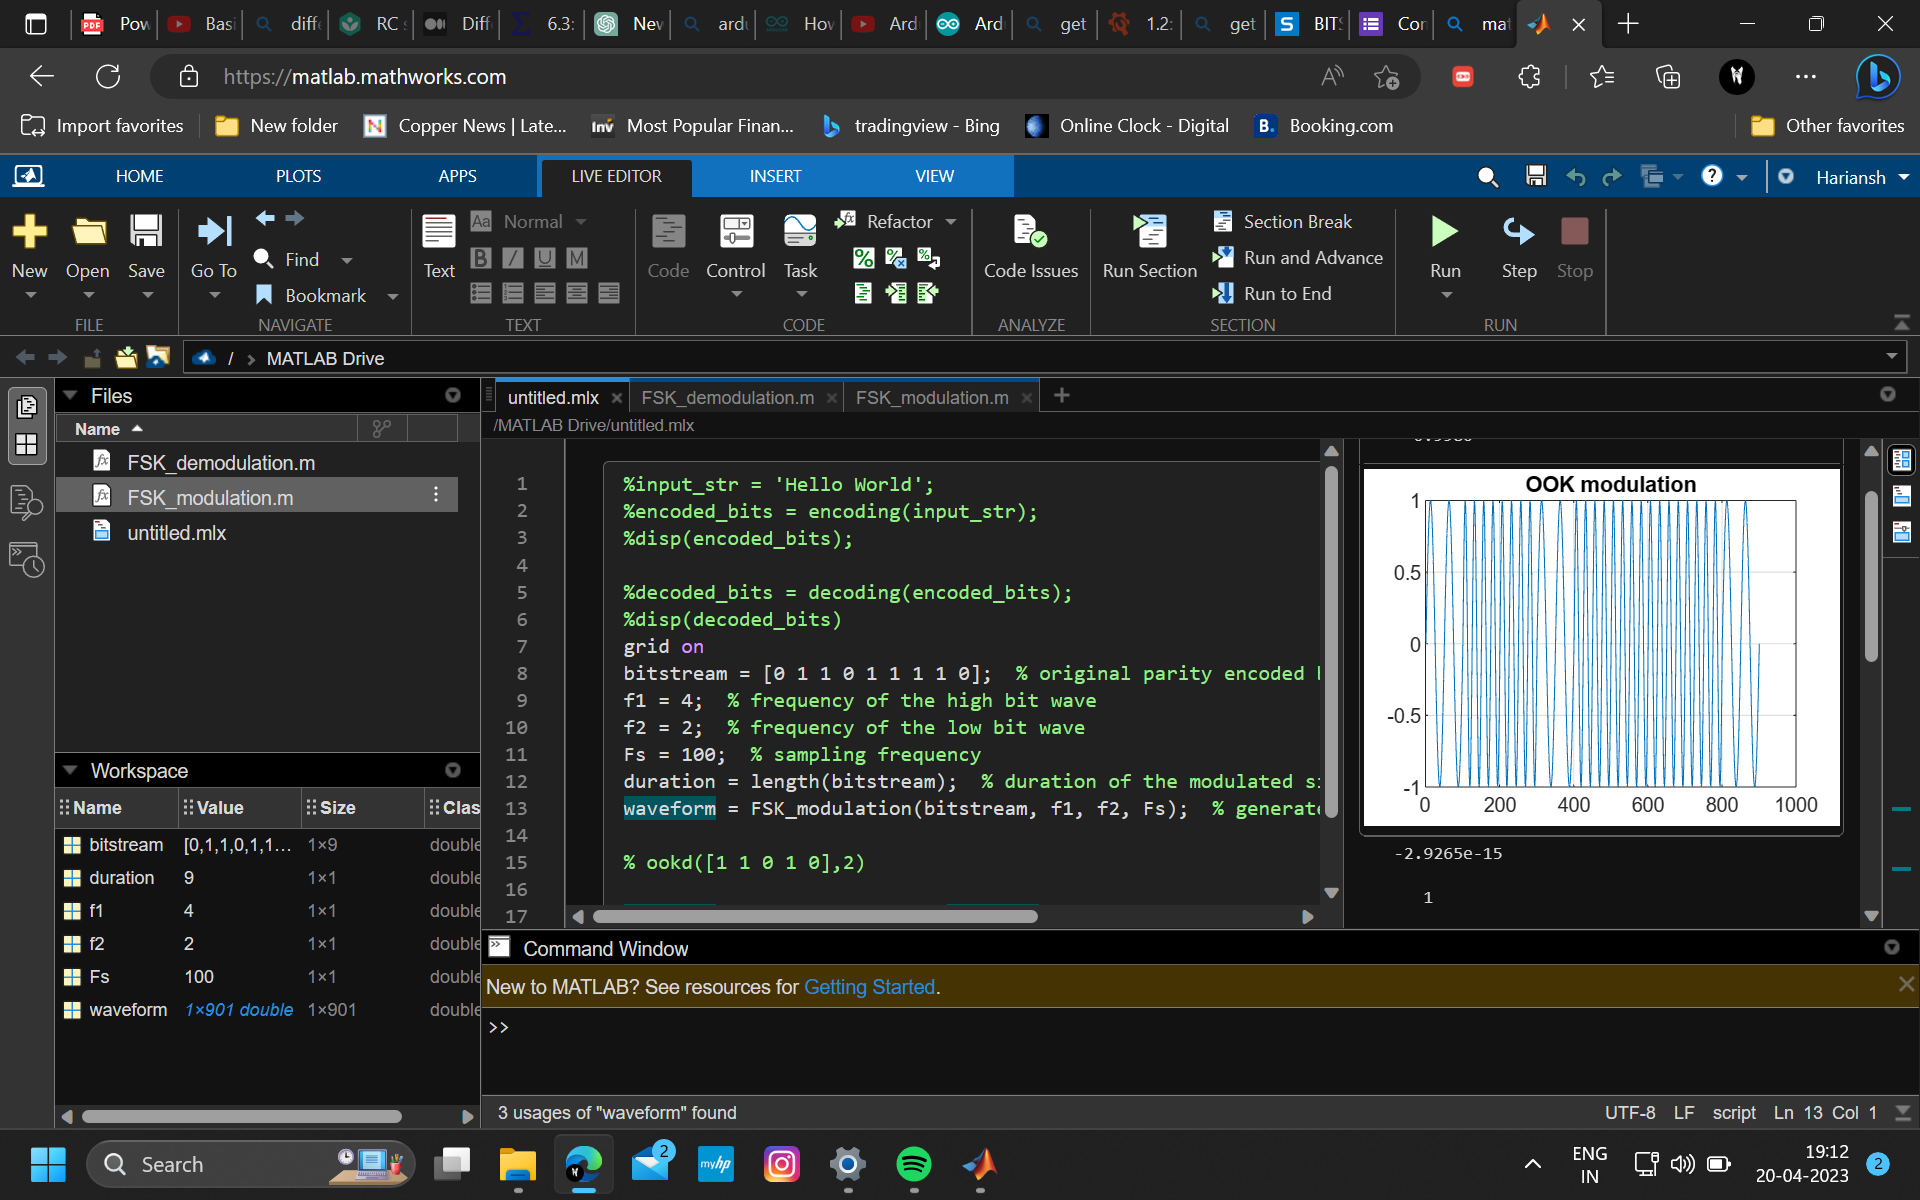 Pow
Basi
diffe
RC s
Diff
6.3:
New
ardu
How
Ard
Ard
get
1.2:
get
BITS
Cor
mat
https://matlab.mathworks.com
Import favorites
New folder
Copper News | Late...
Most Popular Finan...
tradingview - Bing
Online Clock - Digital
Booking.com
Other favorites
HOME PLOTS APPS LIVE EDITOR INSERT VIEW
Hariansh
New Open Save
FILE
Go To
Find
Bookmark
NAVIGATE
Text
Aa Normal
B I U M
TEXT
Code Control Task
Refactor
CODE
Code Issues
ANALYZE
Run Section
Section Break
Run and Advance
Run to End
SECTION
Run Step Stop
RUN
/ > MATLAB Drive
Files
Name
FSK_demodulation.m
FSK_modulation.m
untitled.mlx
Workspace
Name Value Size Clas
bitstream [0,1,1,0,1,1... 1×9 double
duration 9 1×1 double
f1 4 1×1 double
f2 2 1×1 double
Fs 100 1×1 double
waveform 1×901 double 1×901 double
untitled.mlx FSK_demodulation.m FSK_modulation.m
/MATLAB Drive/untitled.mlx
1 %input_str = 'Hello World';
2 %encoded_bits = encoding(input_str);
3 %disp(encoded_bits);
4
5 %decoded_bits = decoding(encoded_bits);
6 %disp(decoded_bits)
7 grid on
8 bitstream = [0 1 1 0 1 1 1 1 0]; % original parity encoded
9 f1 = 4; % frequency of the high bit wave
10 f2 = 2; % frequency of the low bit wave
11 Fs = 100; % sampling frequency
12 duration = length(bitstream); % duration of the modulated si
13 waveform = FSK_modulation(bitstream, f1, f2, Fs); % generate
14
15 % ookd([1 1 0 1 0],2)
16
17
OOK modulation
1
0.5
0
-0.5
-1
0 200 400 600 800 1000
-2.9265e-15
1
Command Window
New to MATLAB? See resources for Getting Started.
>>
3 usages of "waveform" found
UTF-8 LF script Ln 13 Col 1
Search
2
myhp
ENG
IN
19:12
20-04-2023
2